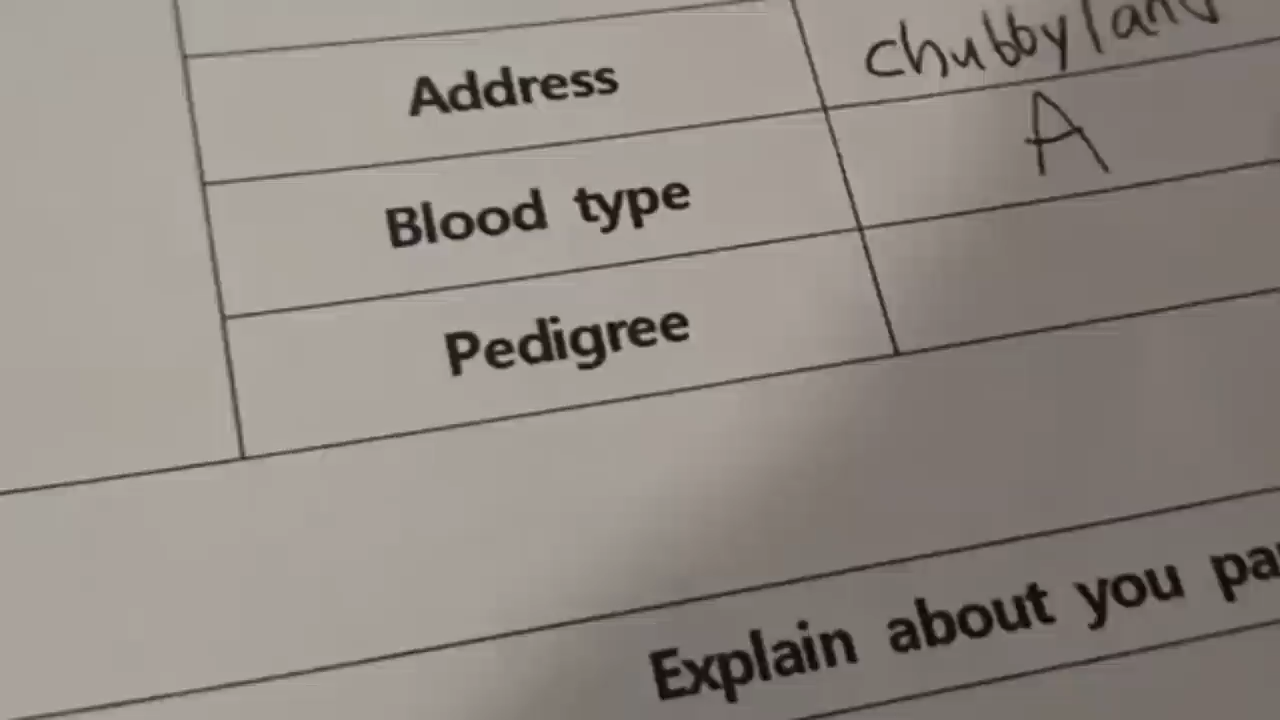 Address chubbyland
Blood type A
Pedigree
Explain about you